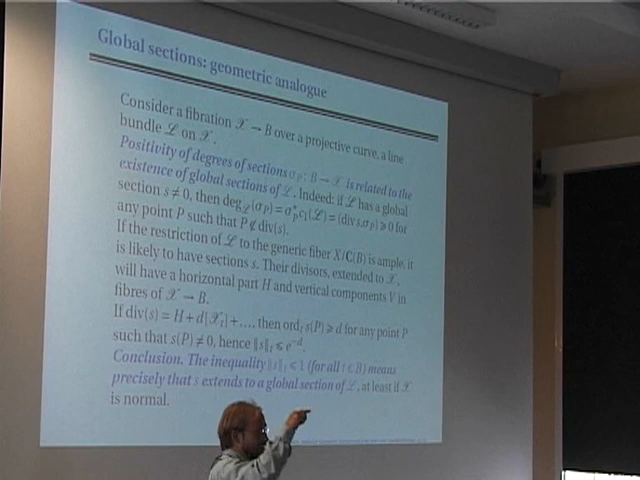 Global sections: geometric analogue
Consider a fibration 𝒳 → B over a projective curve, a line
bundle ℒ on 𝒳.
Positivity of degrees of sections σ_P : B → 𝒳 is related to the
existence of global sections of ℒ. Indeed: if ℒ has a global
section s ≠ 0, then deg_ℒ(σ_P) = σ_P^* c₁(ℒ) = (div s.σ_P) ⩾ 0 for
any point P such that P ∉ div(s).
If the restriction of ℒ to the generic fiber X/C(B) is ample, it
is likely to have sections s. Their divisors, extended to 𝒳,
will have a horizontal part H and vertical components V in
fibres of 𝒳 → B.
If div(s) = H + d[𝒳_t] + ..., then ord_t s(P) ⩾ d for any point P
such that s(P) ≠ 0, hence ‖s‖_t ⩽ e^{-d}.
Conclusion. The inequality ‖s‖_t ⩽ 1 (for all t ∈ B) means
precisely that s extends to a global section of ℒ, at least if 𝒳
is normal.